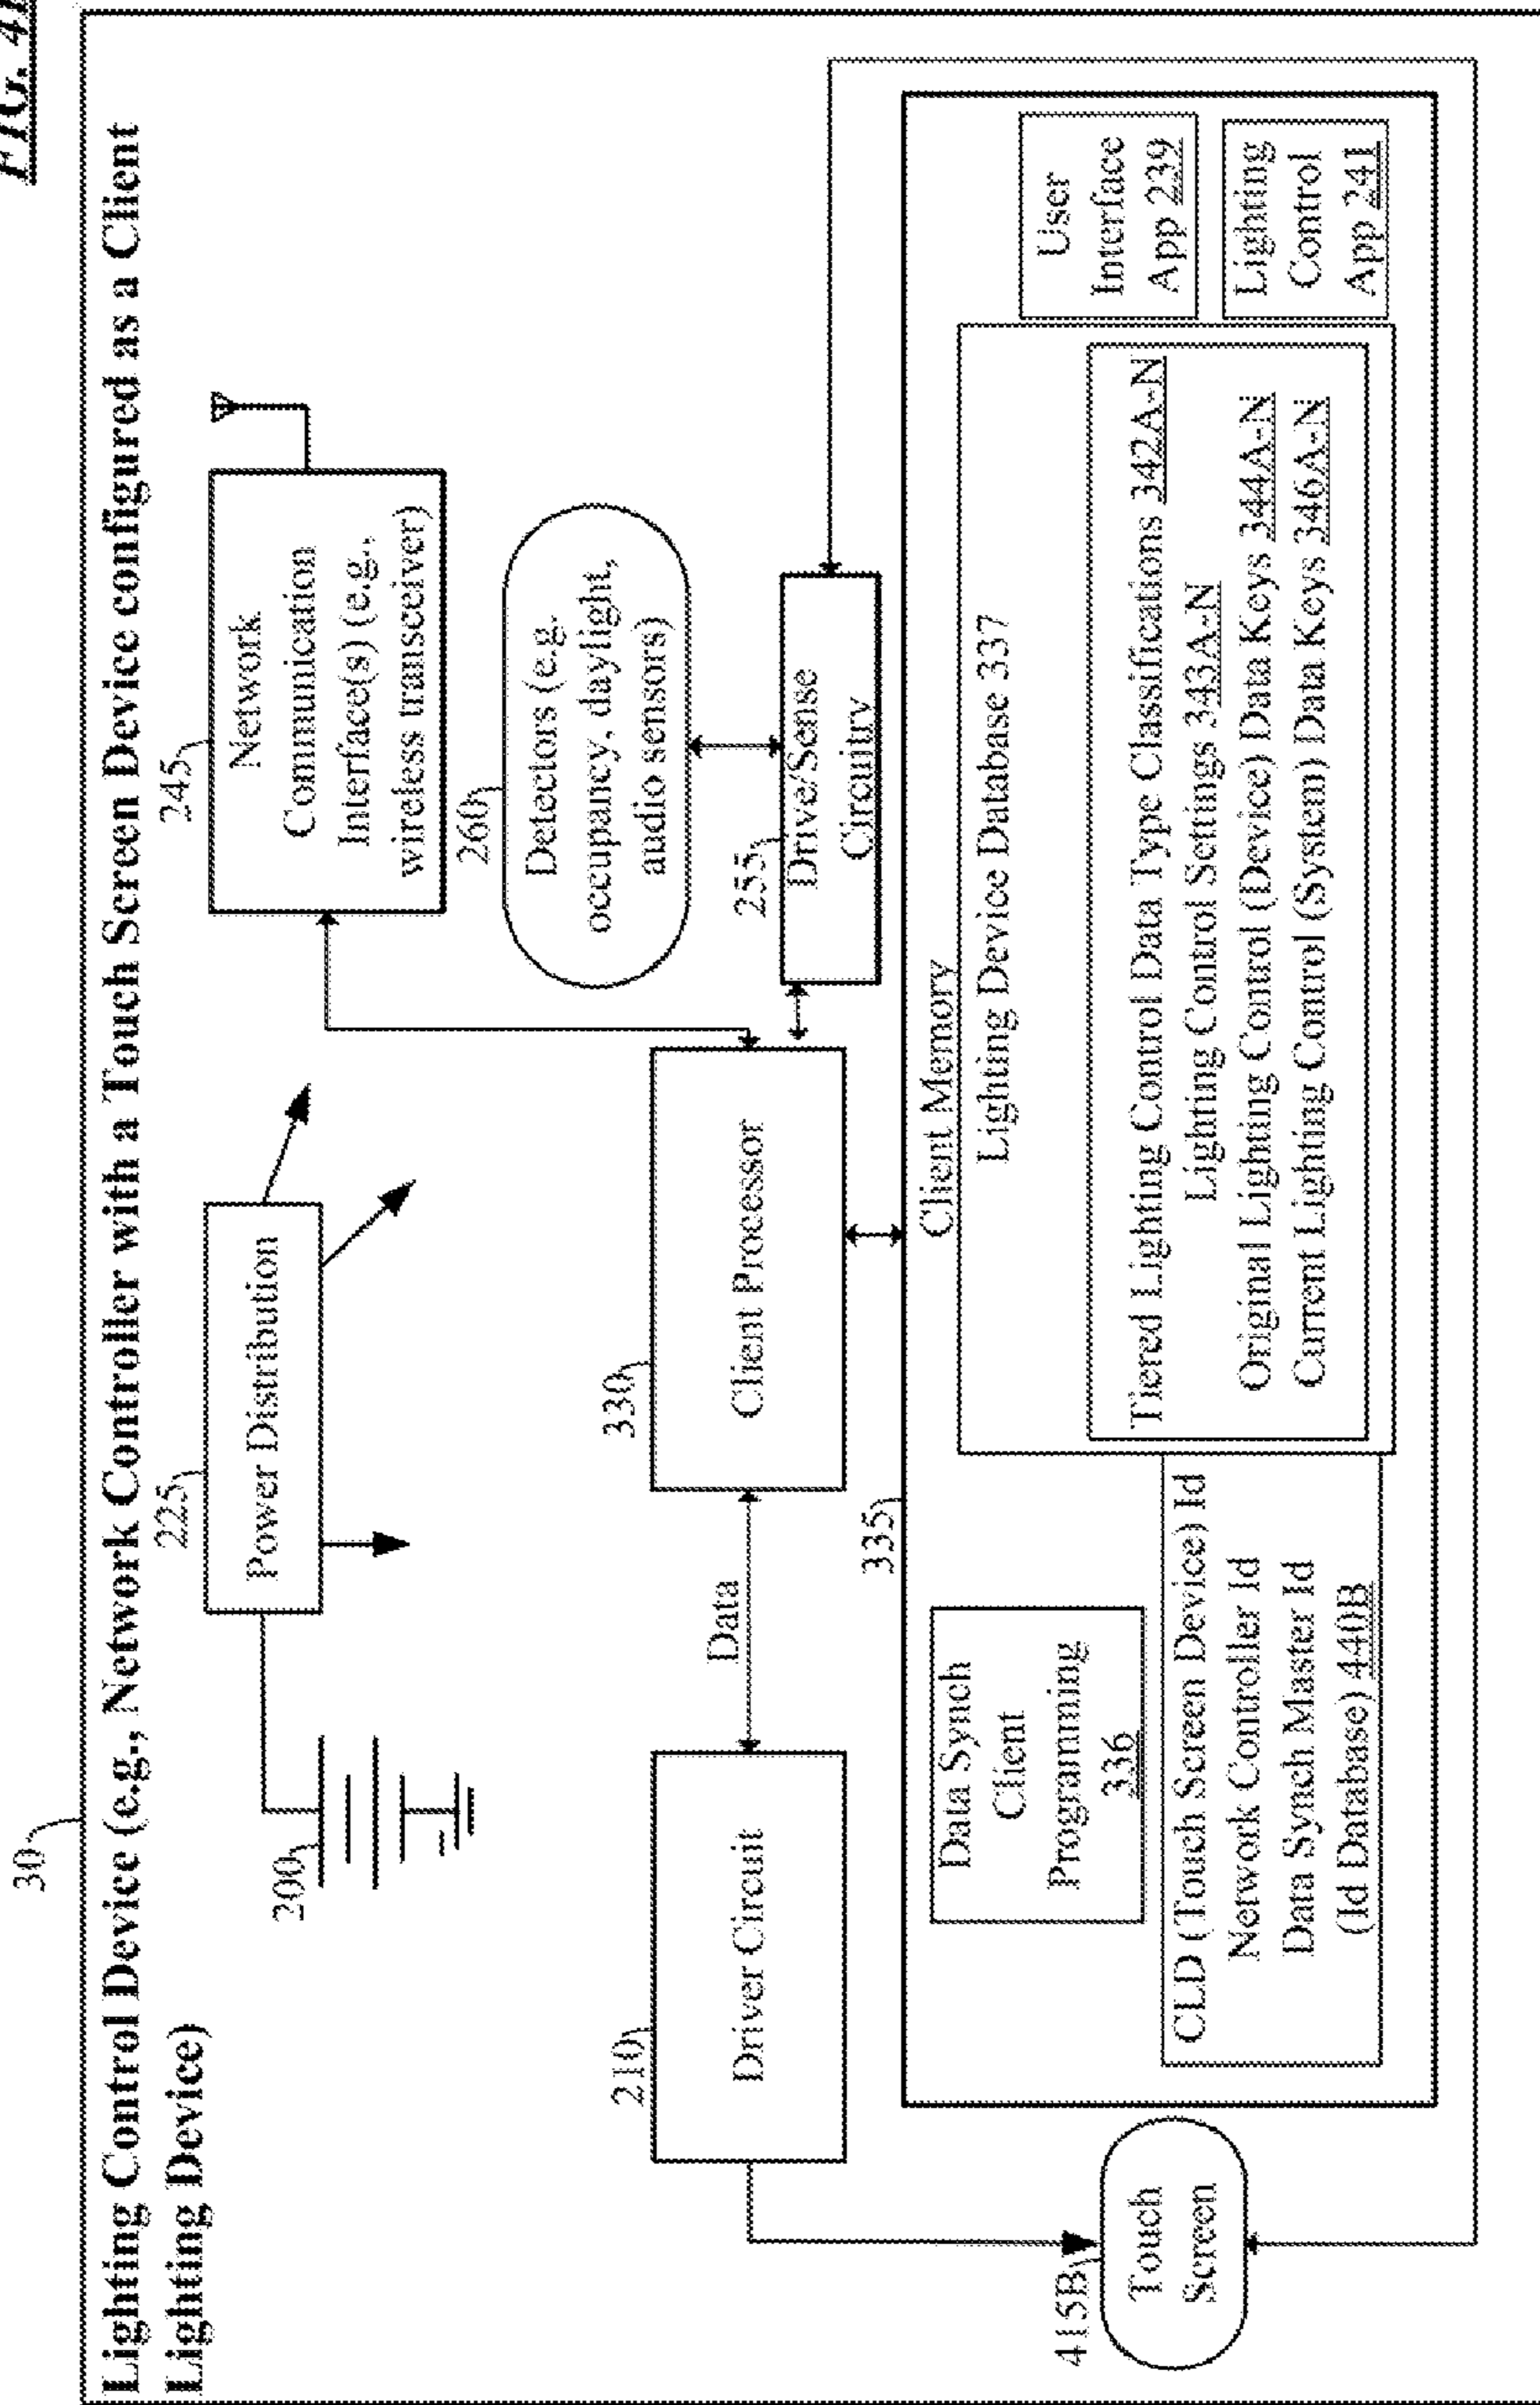 30
Lighting Control Device (e.g., Network Controller with a Touch Screen Device configured as a Client
Lighting Device)
200
225
Power Distribution
245
Network
Communication
Interface(s) (e.g.,
wireless transceiver)
260
Detectors (e.g.
occupancy, daylight,
audio sensors)
255
Drive/Sense
Circuitry
210
Driver Circuit
Data
330
Client Processor
415B
Touch
Screen
335
Client Memory
Data Synch
Client
Programming
336
CLD (Touch Screen Device) Id
Network Controller Id
Data Synch Master Id
(Id Database) 440B
Lighting Device Database 337
Tiered Lighting Control Data Type Classifications 342A-N
Lighting Control Settings 343A-N
Original Lighting Control (Device) Data Keys 344A-N
Current Lighting Control (System) Data Keys 346A-N
User
Interface
App 239
Lighting
Control
App 241